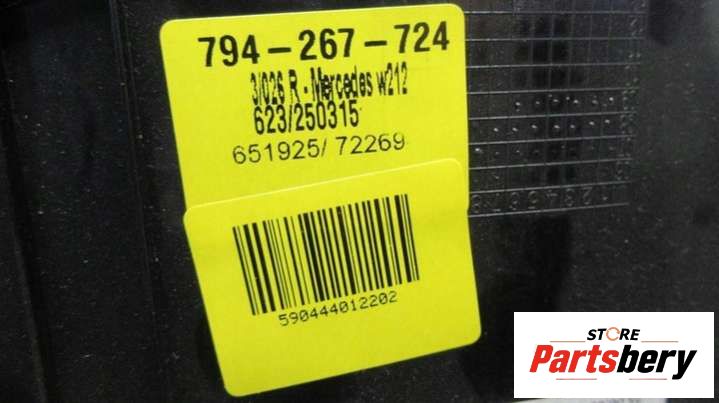 794-267-724
3/026 R - Mercedes w212
623/250315
651925/ 72269
590444012202
STORE
Partsbery